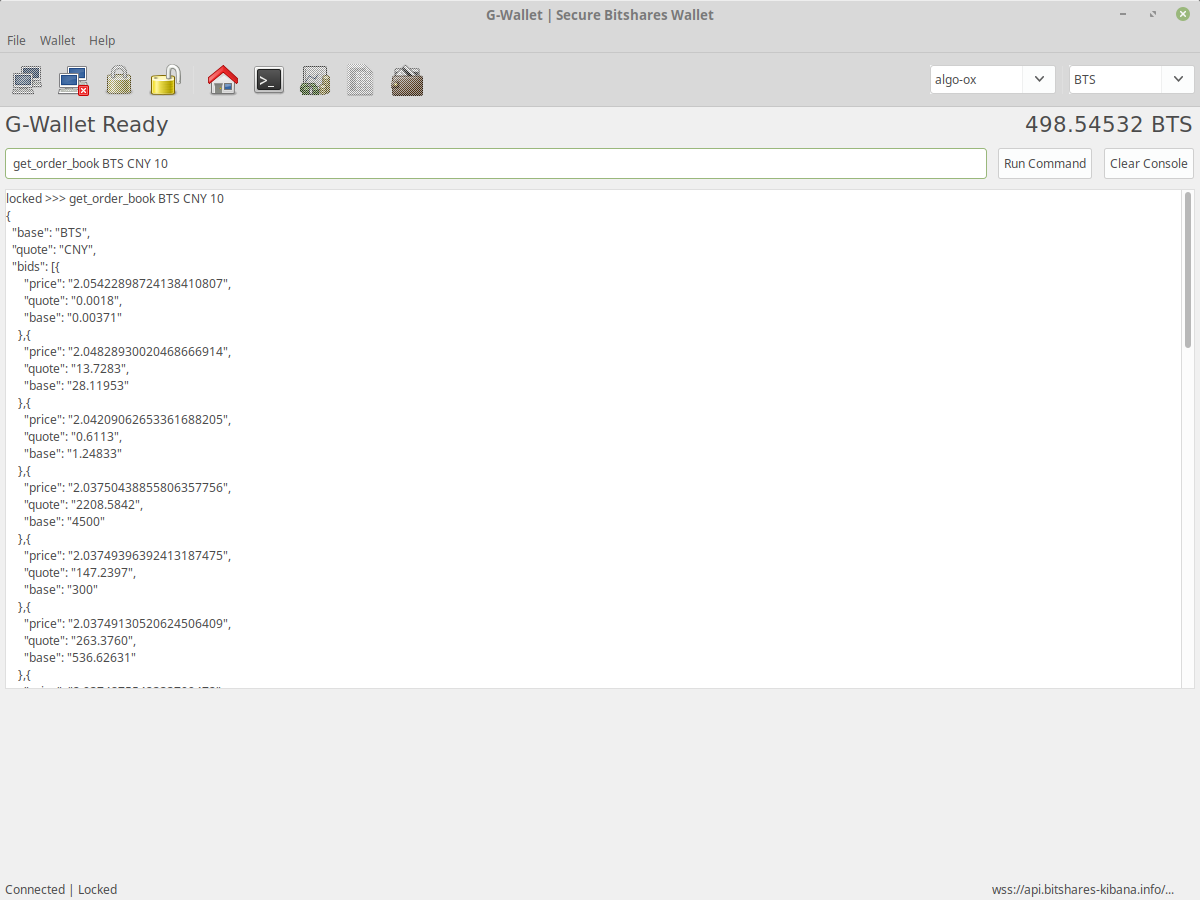 G-Wallet | Secure Bitshares Wallet
File Wallet Help
algo-ox BTS
G-Wallet Ready 498.54532 BTS
get_order_book BTS CNY 10 Run Command Clear Console
locked >>> get_order_book BTS CNY 10
{
"base": "BTS",
"quote": "CNY",
"bids": [{
"price": "2.05422898724138410807",
"quote": "0.0018",
"base": "0.00371"
},{
"price": "2.04828930020468666914",
"quote": "13.7283",
"base": "28.11953"
},{
"price": "2.04209062653361688205",
"quote": "0.6113",
"base": "1.24833"
},{
"price": "2.03750438855806357756",
"quote": "2208.5842",
"base": "4500"
},{
"price": "2.03749396392413187475",
"quote": "147.2397",
"base": "300"
},{
"price": "2.03749130520624506409",
"quote": "263.3760",
"base": "536.62631"
},{
Connected | Locked wss://api.bitshares-kibana.info/...